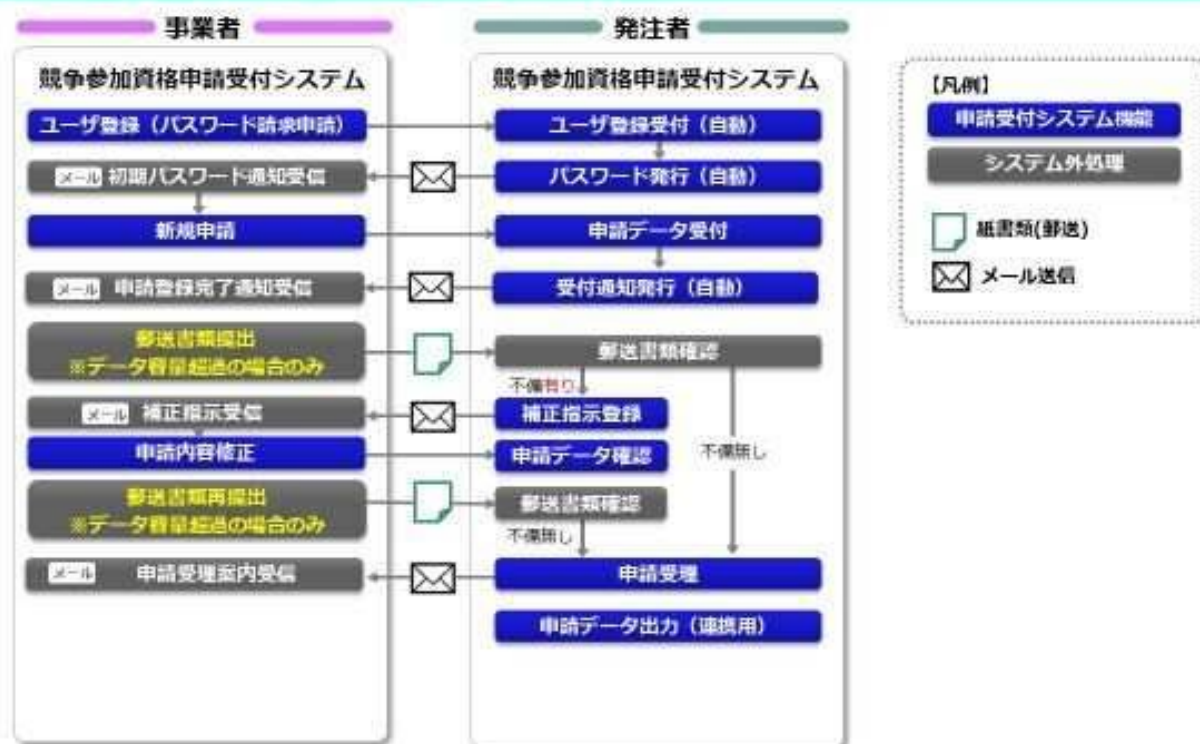 事業者
発注者
競争参加資格申請受付システム
競争参加資格申請受付システム
【凡例】
申請受付システム機能
システム外処理
紙書類(郵送)
メール送信
ユーザ登録（パスワード請求申請）
ユーザ登録受付（自動）
メール 初期パスワード通知受信
パスワード発行（自動）
新規申請
申請データ受付
メール 申請登録完了通知受信
受付通知発行（自動）
郵送書類提出
※データ容量超過の場合のみ
郵送書類確認
不備有り
不備無し
メール 補正指示受信
補正指示登録
申請内容修正
申請データ確認
郵送書類再提出
※データ容量超過の場合のみ
郵送書類確認
不備無し
メール 申請受理案内受信
申請受理
申請データ出力（連携用）